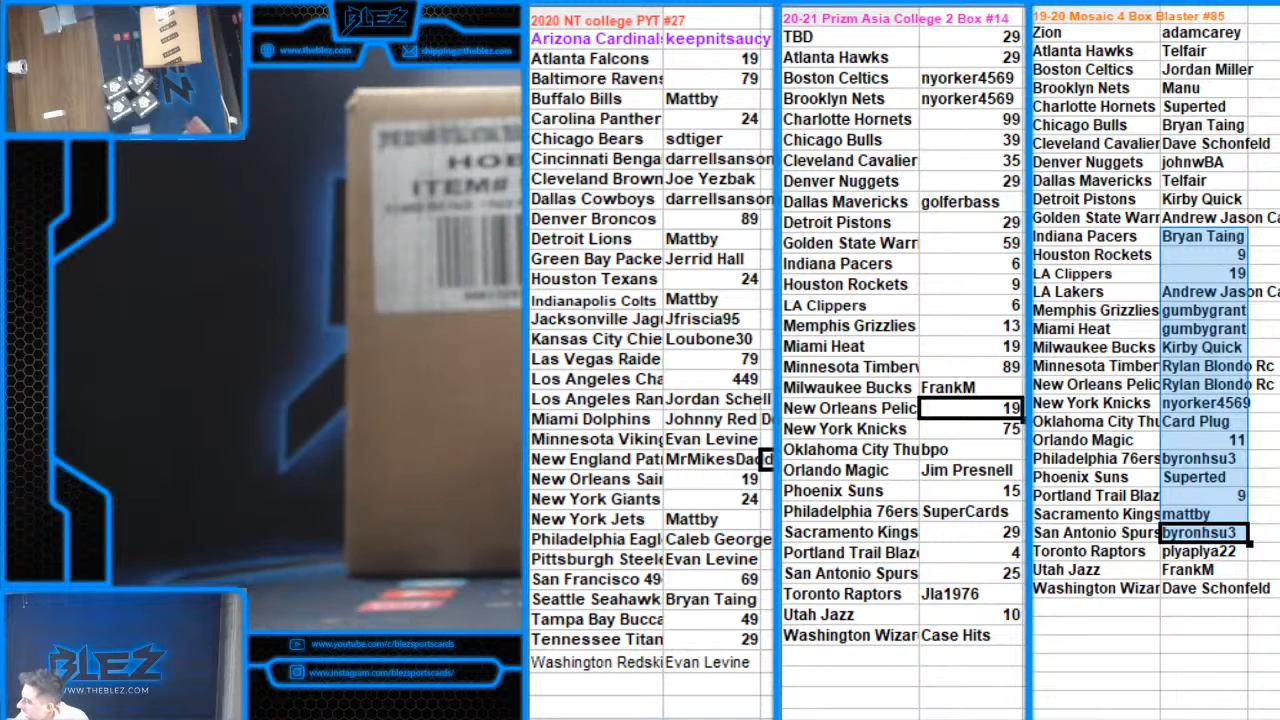 BLEZ
www.theblez.com
shipping@theblez.com
HOB
ITEM#
www.youtube.com/c/blezsportscards
www.instagram.com/blezsportscards/
BLEZ
WWW.THEBLEZ.COM
2020 NT college PYT #27
Arizona Cardinals keepnitsaucy
Atlanta Falcons 19
Baltimore Ravens 79
Buffalo Bills Mattby
Carolina Panther 24
Chicago Bears sdtiger
Cincinnati Benga darrellsanson
Cleveland Brown Joe Yezbak
Dallas Cowboys darrellsanson
Denver Broncos 89
Detroit Lions Mattby
Green Bay Packe Jerrid Hall
Houston Texans 24
Indianapolis Colts Mattby
Jacksonville Jagu Jfriscia95
Kansas City Chie Loubone30
Las Vegas Raide 79
Los Angeles Cha 449
Los Angeles Ran Jordan Schell
Miami Dolphins Johnny Red D
Minnesota Viking Evan Levine
New England Pat MrMikesDadd
New Orleans Sai 19
New York Giants 24
New York Jets Mattby
Philadelphia Eagl Caleb George
Pittsburgh Steele Evan Levine
San Francisco 49 69
Seattle Seahawk Bryan Taing
Tampa Bay Bucca 49
Tennessee Titan 29
Washington Redski Evan Levine
20-21 Prizm Asia College 2 Box #14
TBD 29
Atlanta Hawks 29
Boston Celtics nyorker4569
Brooklyn Nets nyorker4569
Charlotte Hornets 99
Chicago Bulls 39
Cleveland Cavalier 35
Denver Nuggets 29
Dallas Mavericks golferbass
Detroit Pistons 29
Golden State Warr 59
Indiana Pacers 6
Houston Rockets 9
LA Clippers 6
Memphis Grizzlies 13
Miami Heat 19
Minnesota Timberv 89
Milwaukee Bucks FrankM
New Orleans Pelic 19
New York Knicks 75
Oklahoma City Thu bpo
Orlando Magic Jim Presnell
Phoenix Suns 15
Philadelphia 76ers SuperCards
Sacramento Kings 29
Portland Trail Blaz 4
San Antonio Spurs 25
Toronto Raptors Jla1976
Utah Jazz 10
Washington Wizar Case Hits
19-20 Mosaic 4 Box Blaster #85
Zion adamcarey
Atlanta Hawks Telfair
Boston Celtics Jordan Miller
Brooklyn Nets Manu
Charlotte Hornets Superted
Chicago Bulls Bryan Taing
Cleveland Cavalier Dave Schonfeld
Denver Nuggets johnwBA
Dallas Mavericks Telfair
Detroit Pistons Kirby Quick
Golden State Warr Andrew Jason Ca
Indiana Pacers Bryan Taing
Houston Rockets 9
LA Clippers 19
LA Lakers Andrew Jason Ca
Memphis Grizzlies gumbygrant
Miami Heat gumbygrant
Milwaukee Bucks Kirby Quick
Minnesota Timber Rylan Blondo Rc
New Orleans Pelic Rylan Blondo Rc
New York Knicks nyorker4569
Oklahoma City Thu Card Plug
Orlando Magic 11
Philadelphia 76ers byronhsu3
Phoenix Suns Superted
Portland Trail Blaz 9
Sacramento Kings mattby
San Antonio Spurs byronhsu3
Toronto Raptors plyaplya22
Utah Jazz FrankM
Washington Wizar Dave Schonfeld